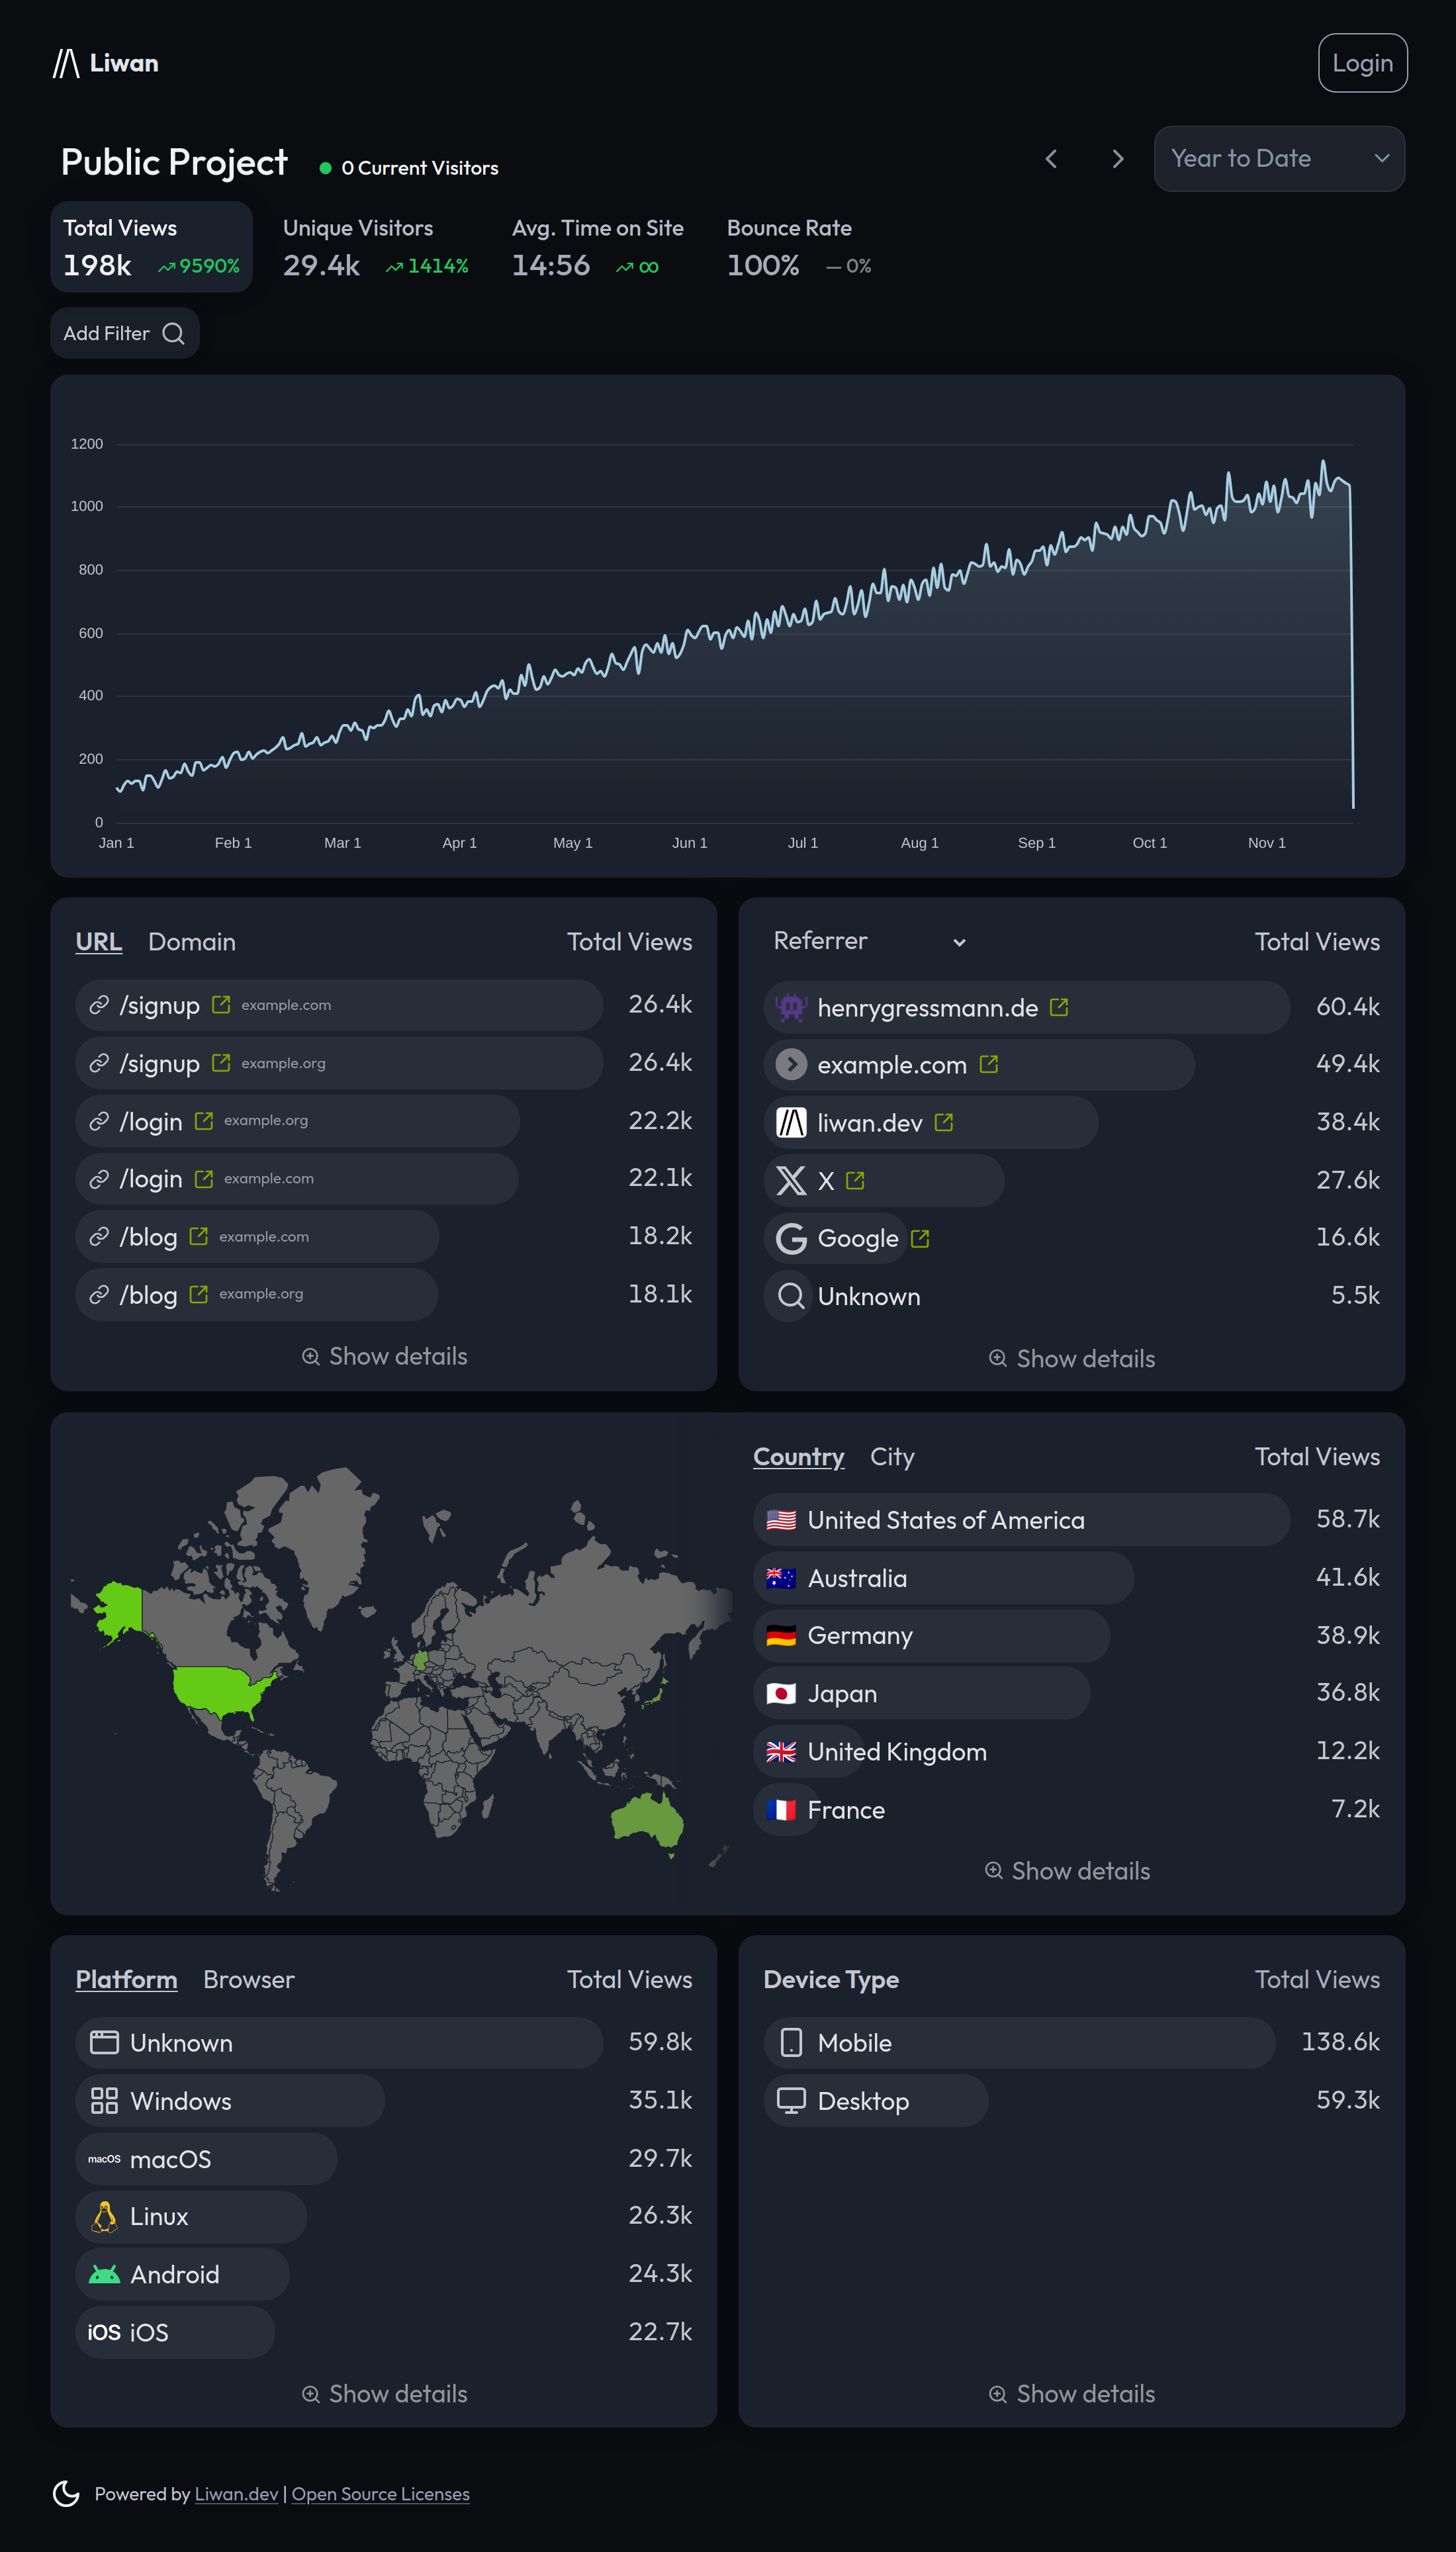 Liwan
Login
Public Project
0 Current Visitors
Year to Date
Total Views
198k 9590%
Unique Visitors
29.4k 1414%
Avg. Time on Site
14:56 ∞
Bounce Rate
100% — 0%
Add Filter
1200
1000
800
600
400
200
0
Jan 1 Feb 1 Mar 1 Apr 1 May 1 Jun 1 Jul 1 Aug 1 Sep 1 Oct 1 Nov 1
URL Domain Total Views
/signup example.com 26.4k
/signup example.org 26.4k
/login example.org 22.2k
/login example.com 22.1k
/blog example.com 18.2k
/blog example.org 18.1k
Show details
Referrer Total Views
henrygressmann.de 60.4k
example.com 49.4k
liwan.dev 38.4k
X 27.6k
Google 16.6k
Unknown 5.5k
Show details
Country City Total Views
United States of America 58.7k
Australia 41.6k
Germany 38.9k
Japan 36.8k
United Kingdom 12.2k
France 7.2k
Show details
Platform Browser Total Views
Unknown 59.8k
Windows 35.1k
macOS macOS 29.7k
Linux 26.3k
Android 24.3k
iOS iOS 22.7k
Show details
Device Type Total Views
Mobile 138.6k
Desktop 59.3k
Show details
Powered by Liwan.dev | Open Source Licenses